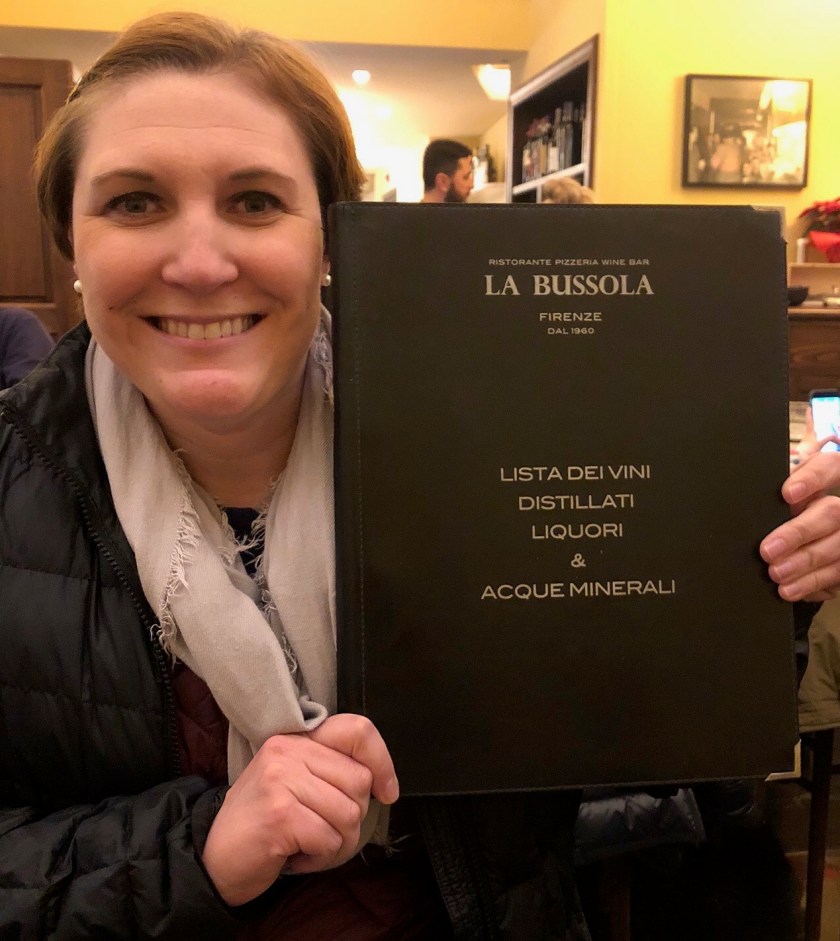 RISTORANTE PIZZERIA WINE BAR
LA BUSSOLA
FIRENZE
DAL 1960
LISTA DEI VINI
DISTILLATI
LIQUORI
&
ACQUE MINERALI